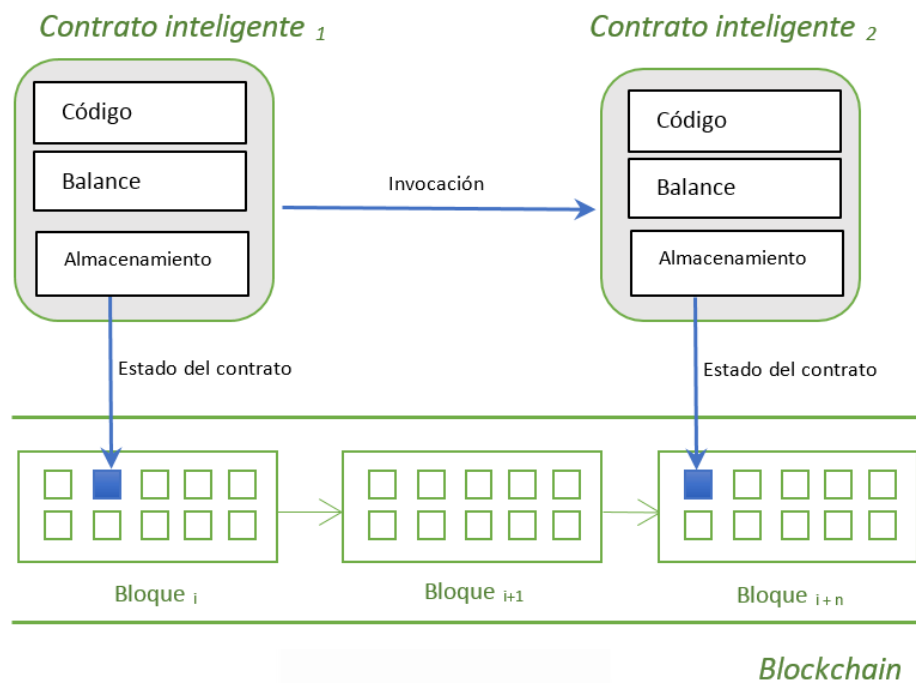 Contrato inteligente 1
Contrato inteligente 2
Código
Balance
Almacenamiento
Invocación
Código
Balance
Almacenamiento
Estado del contrato
Estado del contrato
Bloque i
Bloque i+1
Bloque i + n
Blockchain